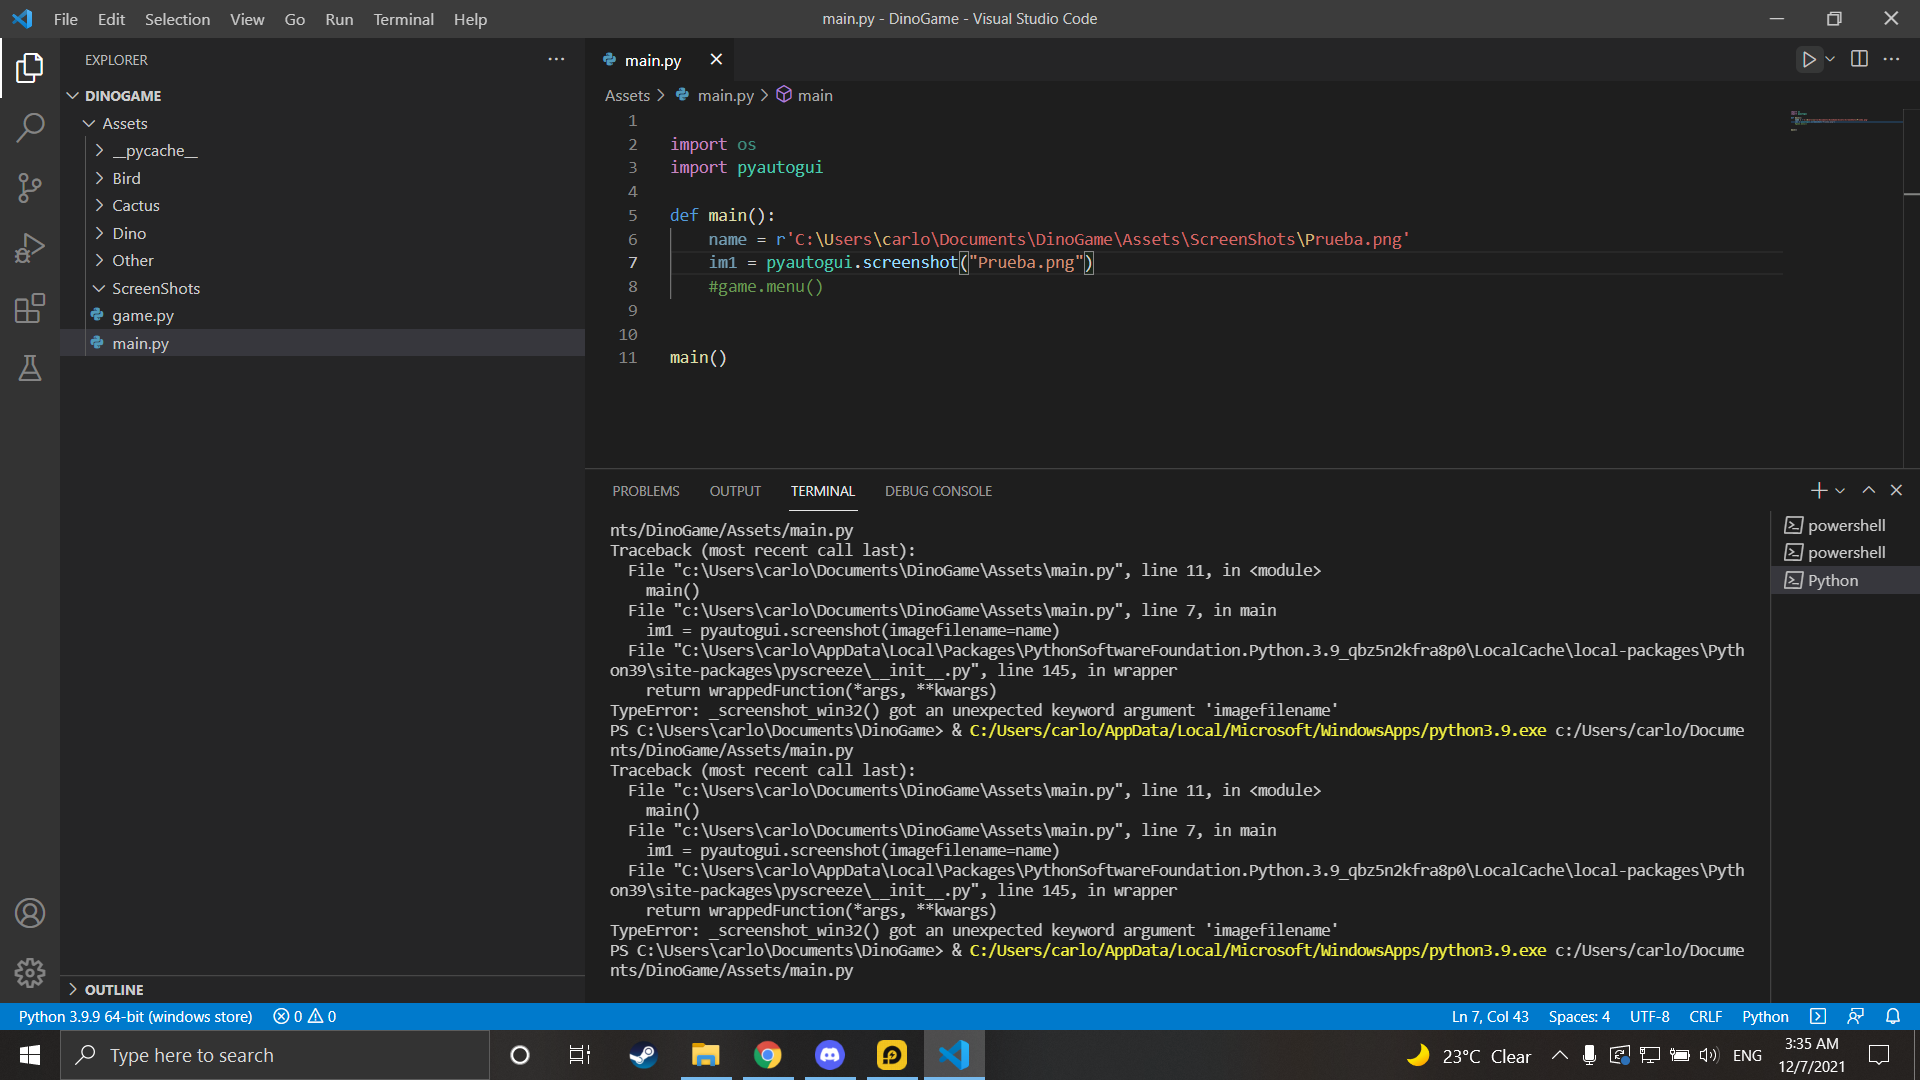 File Edit Selection View Go Run Terminal Help
main.py - DinoGame - Visual Studio Code
EXPLORER
DINOGAME
Assets
__pycache__
Bird
Cactus
Dino
Other
ScreenShots
game.py
main.py
OUTLINE
main.py
Assets > main.py > main
1
2 import os
3 import pyautogui
4
5 def main():
6 name = r'C:\Users\carlo\Documents\DinoGame\Assets\ScreenShots\Prueba.png'
7 im1 = pyautogui.screenshot("Prueba.png")
8 #game.menu()
9
10
11 main()
PROBLEMS OUTPUT TERMINAL DEBUG CONSOLE
nts/DinoGame/Assets/main.py
Traceback (most recent call last):
File "c:\Users\carlo\Documents\DinoGame\Assets\main.py", line 11, in <module>
main()
File "c:\Users\carlo\Documents\DinoGame\Assets\main.py", line 7, in main
im1 = pyautogui.screenshot(imagefilename=name)
File "C:\Users\carlo\AppData\Local\Packages\PythonSoftwareFoundation.Python.3.9_qbz5n2kfra8p0\LocalCache\local-packages\Pyth
on39\site-packages\pyscreeze\__init__.py", line 145, in wrapper
return wrappedFunction(*args, **kwargs)
TypeError: _screenshot_win32() got an unexpected keyword argument 'imagefilename'
PS C:\Users\carlo\Documents\DinoGame> & C:/Users/carlo/AppData/Local/Microsoft/WindowsApps/python3.9.exe c:/Users/carlo/Docume
nts/DinoGame/Assets/main.py
Traceback (most recent call last):
File "c:\Users\carlo\Documents\DinoGame\Assets\main.py", line 11, in <module>
main()
File "c:\Users\carlo\Documents\DinoGame\Assets\main.py", line 7, in main
im1 = pyautogui.screenshot(imagefilename=name)
File "C:\Users\carlo\AppData\Local\Packages\PythonSoftwareFoundation.Python.3.9_qbz5n2kfra8p0\LocalCache\local-packages\Pyth
on39\site-packages\pyscreeze\__init__.py", line 145, in wrapper
return wrappedFunction(*args, **kwargs)
TypeError: _screenshot_win32() got an unexpected keyword argument 'imagefilename'
PS C:\Users\carlo\Documents\DinoGame> & C:/Users/carlo/AppData/Local/Microsoft/WindowsApps/python3.9.exe c:/Users/carlo/Docume
nts/DinoGame/Assets/main.py
powershell
powershell
Python
Python 3.9.9 64-bit (windows store) 0 0
Ln 7, Col 43 Spaces: 4 UTF-8 CRLF Python
Type here to search
23°C Clear
ENG
3:35 AM
12/7/2021